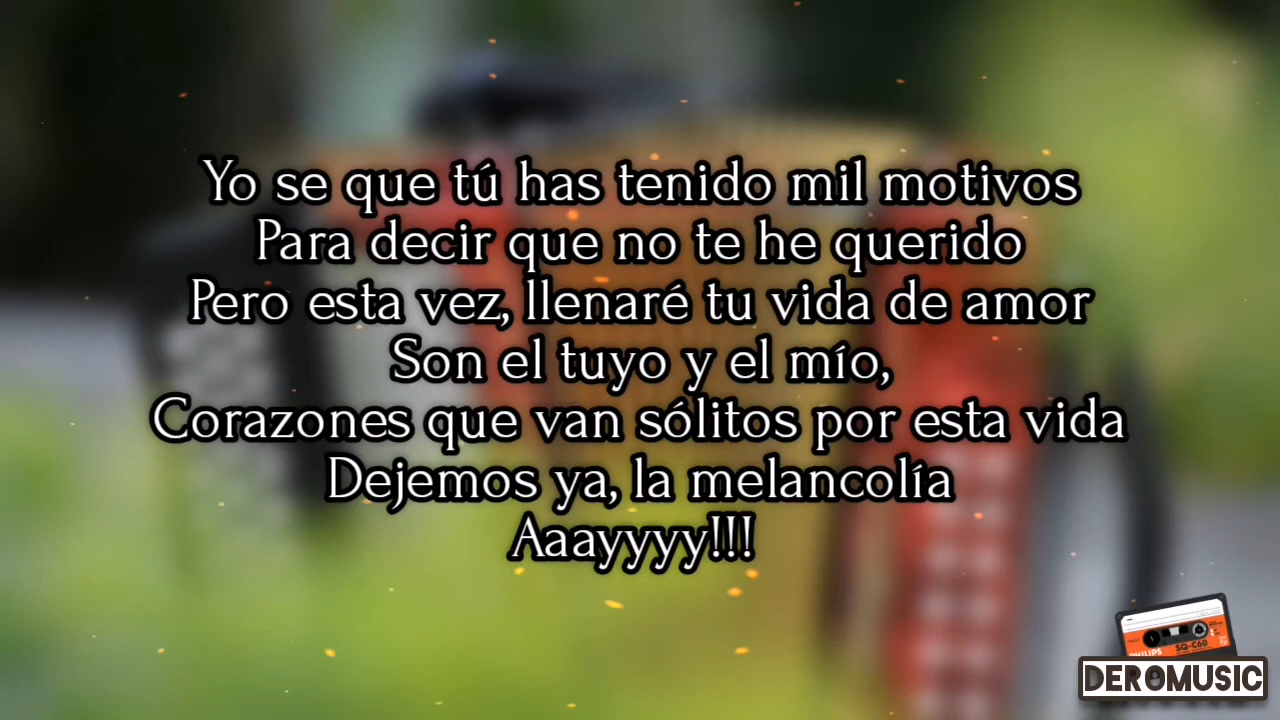 Yo se que tú has tenido mil motivos
Para decir que no te he querido
Pero esta vez, llenaré tu vida de amor
Son el tuyo y el mío,
Corazones que van sólitos por esta vida
Dejemos ya, la melancolía
Aaayyyy!!!
PHILIPS
SQ-C60
DEROMUSIC